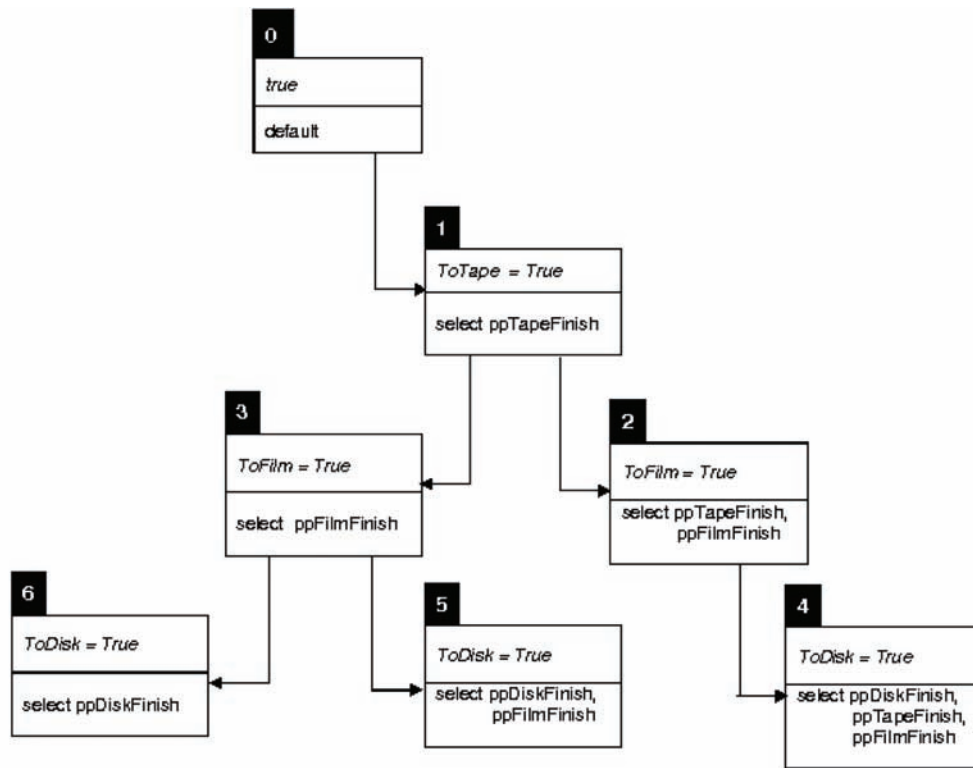 0
true
default
1
ToTape = True
select ppTapeFinish
3
ToFilm = True
select ppFilmFinish
2
ToFilm = True
select ppTapeFinish,
ppFilmFinish
6
ToDisk = True
select ppDiskFinish
5
ToDisk = True
select ppDiskFinish,
ppFilmFinish
4
ToDisk = True
select ppDiskFinish,
ppTapeFinish,
ppFilmFinish